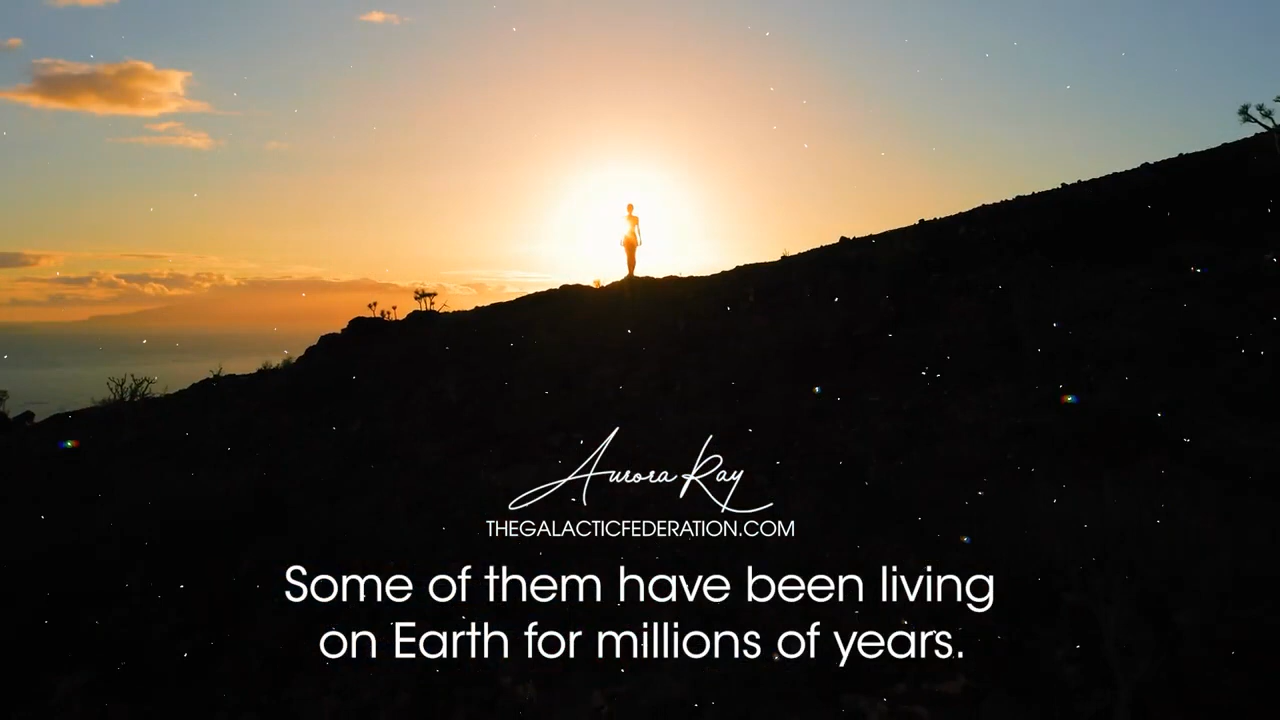 Aurora Ray
THEGALACTICFEDERATION.COM
Some of them have been living
on Earth for millions of years.